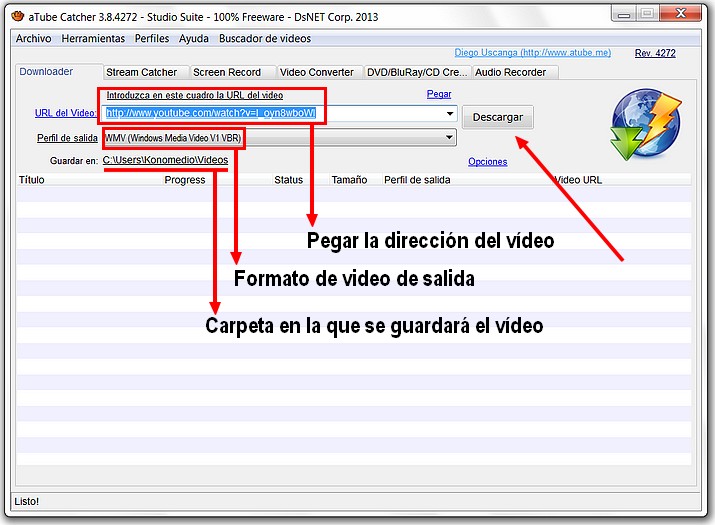 aTube Catcher 3.8.4272 - Studio Suite - 100% Freeware - DsNET Corp. 2013
Archivo Herramientas Perfiles Ayuda Buscador de videos
Diego Uscanga (http://www.atube.me) Rev. 4272
Downloader Stream Catcher Screen Record Video Converter DVD/BluRay/CD Cre... Audio Recorder
Introduzca en este cuadro la URL del video Pegar
URL del Video: http://www.youtube.com/watch?v=I_oyn8wboWI Descargar
Perfil de salida WMV (Windows Media Video V1 VBR)
Guardar en: C:\Users\Konomedio\Videos Opciones
Título Progress Status Tamaño Perfil de salida Video URL
Pegar la dirección del vídeo
Formato de video de salida
Carpeta en la que se guardará el vídeo
Listo!